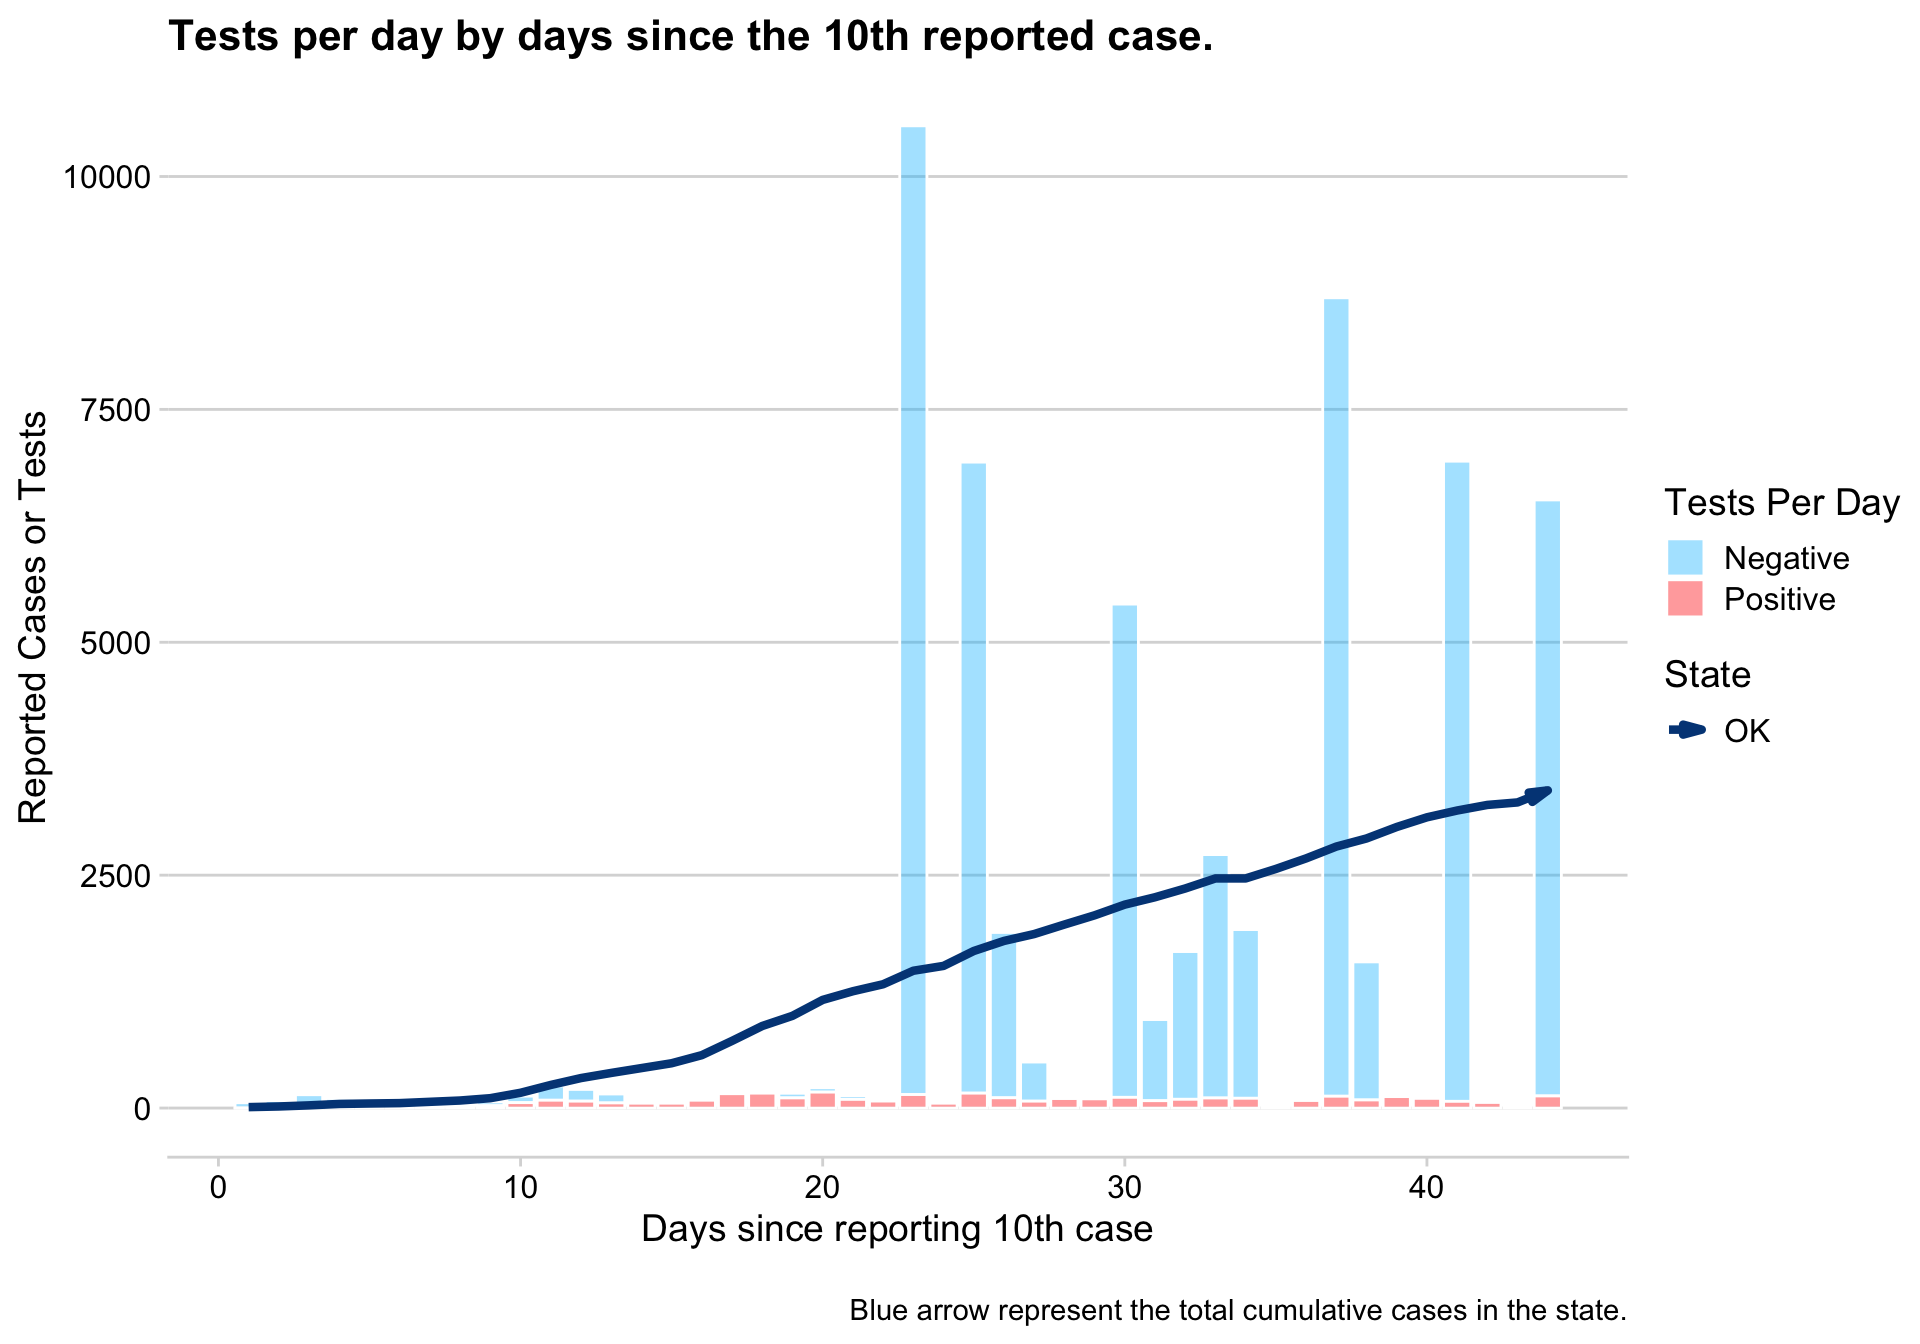 Tests per day by days since the 10th reported case.
10000
7500
5000
2500
0
Reported Cases or Tests
0 10 20 30 40
Days since reporting 10th case
Tests Per Day
Negative
Positive
State
OK
Blue arrow represent the total cumulative cases in the state.